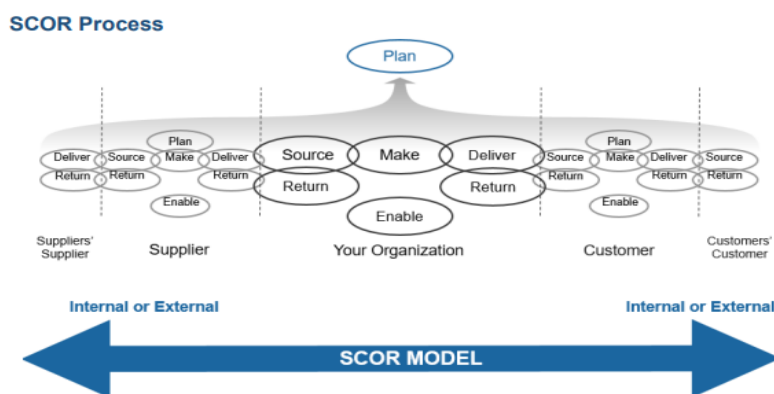 SCOR Process
Plan
Plan
Plan
Deliver
Source
Make
Deliver
Source
Make
Deliver
Source
Make
Deliver
Source
Return
Return
Return
Return
Return
Return
Return
Return
Enable
Enable
Enable
Suppliers'
Supplier
Supplier
Your Organization
Customer
Customers'
Customer
Internal or External
Internal or External
SCOR MODEL